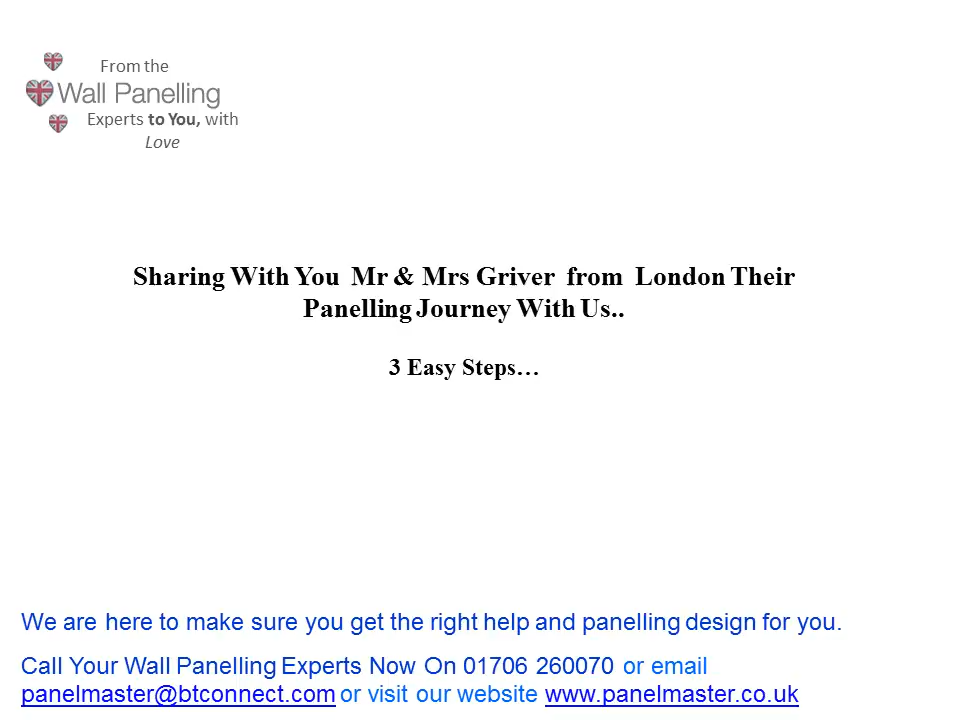 From the
Wall Panelling
Experts to You, with
Love
Sharing With You Mr & Mrs Griver from London Their
Panelling Journey With Us..
3 Easy Steps…
We are here to make sure you get the right help and panelling design for you.
Call Your Wall Panelling Experts Now On 01706 260070 or email
panelmaster@btconnect.com or visit our website www.panelmaster.co.uk